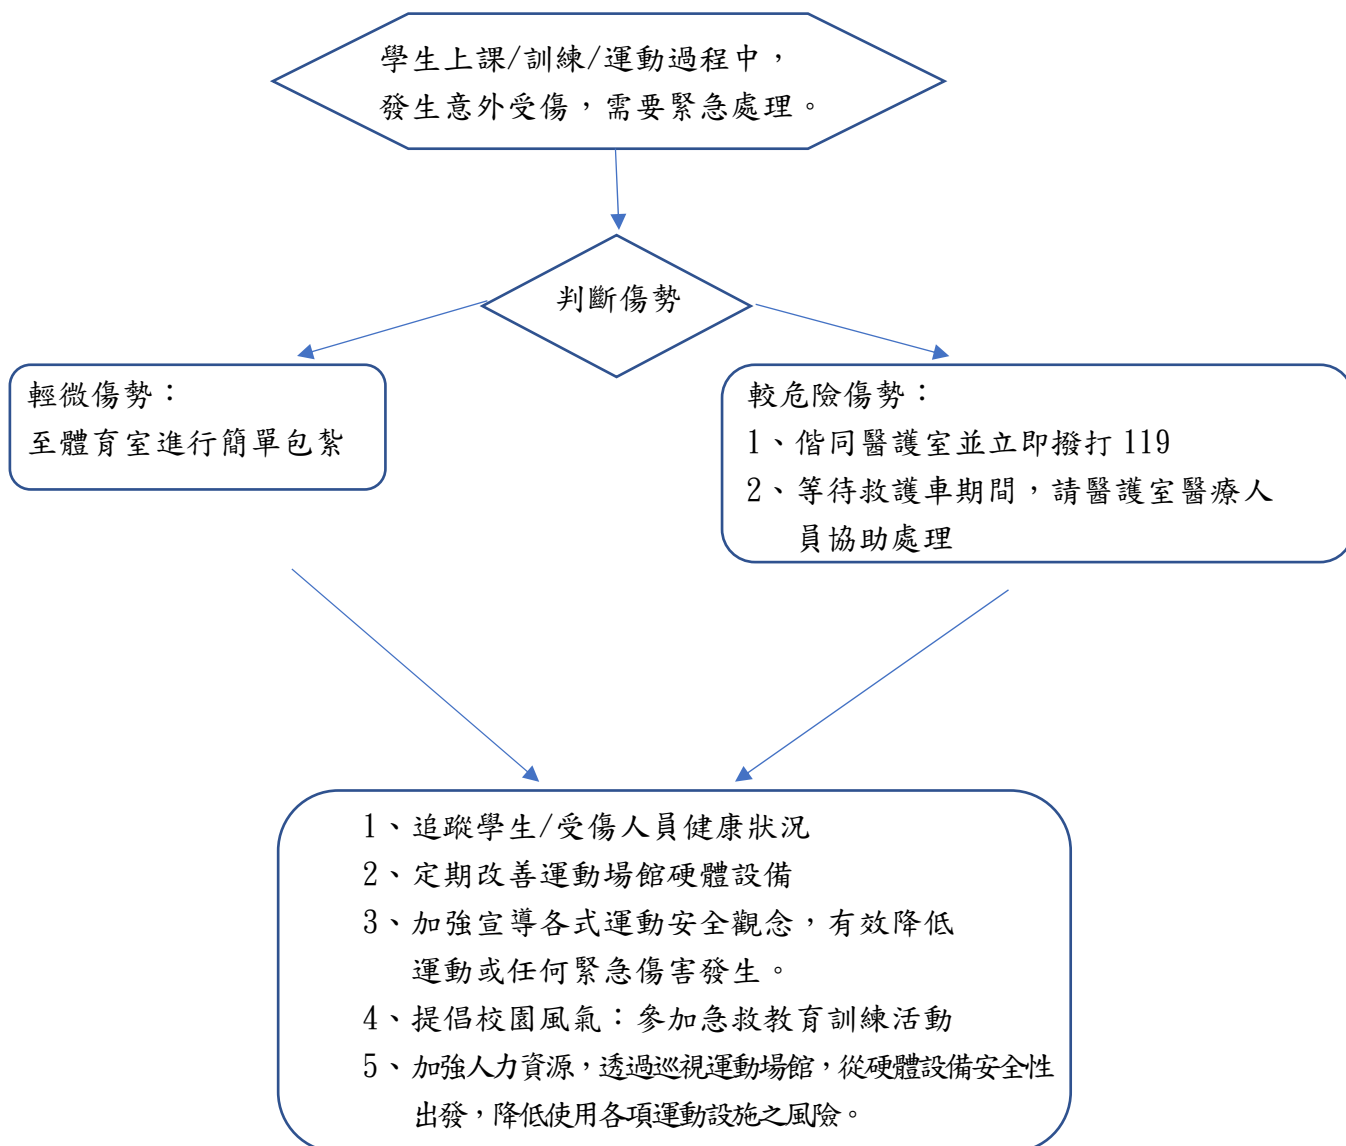 學生上課/訓練/運動過程中，
發生意外受傷，需要緊急處理。
判斷傷勢
輕微傷勢：
至體育室進行簡單包紮
較危險傷勢：
1、偕同醫護室並立即撥打 119
2、等待救護車期間，請醫護室醫療人
員協助處理
1、追蹤學生/受傷人員健康狀況
2、定期改善運動場館硬體設備
3、加強宣導各式運動安全觀念，有效降低
運動或任何緊急傷害發生。
4、提倡校園風氣：參加急救教育訓練活動
5、加強人力資源，透過巡視運動場館，從硬體設備安全性
出發，降低使用各項運動設施之風險。